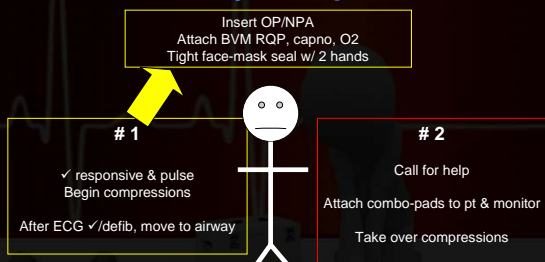 Insert OP/NPA
Attach BVM RQP, capno, O2
Tight face-mask seal w/ 2 hands
# 1
✓ responsive & pulse
Begin compressions
After ECG ✓/defib, move to airway
# 2
Call for help
Attach combo-pads to pt & monitor
Take over compressions